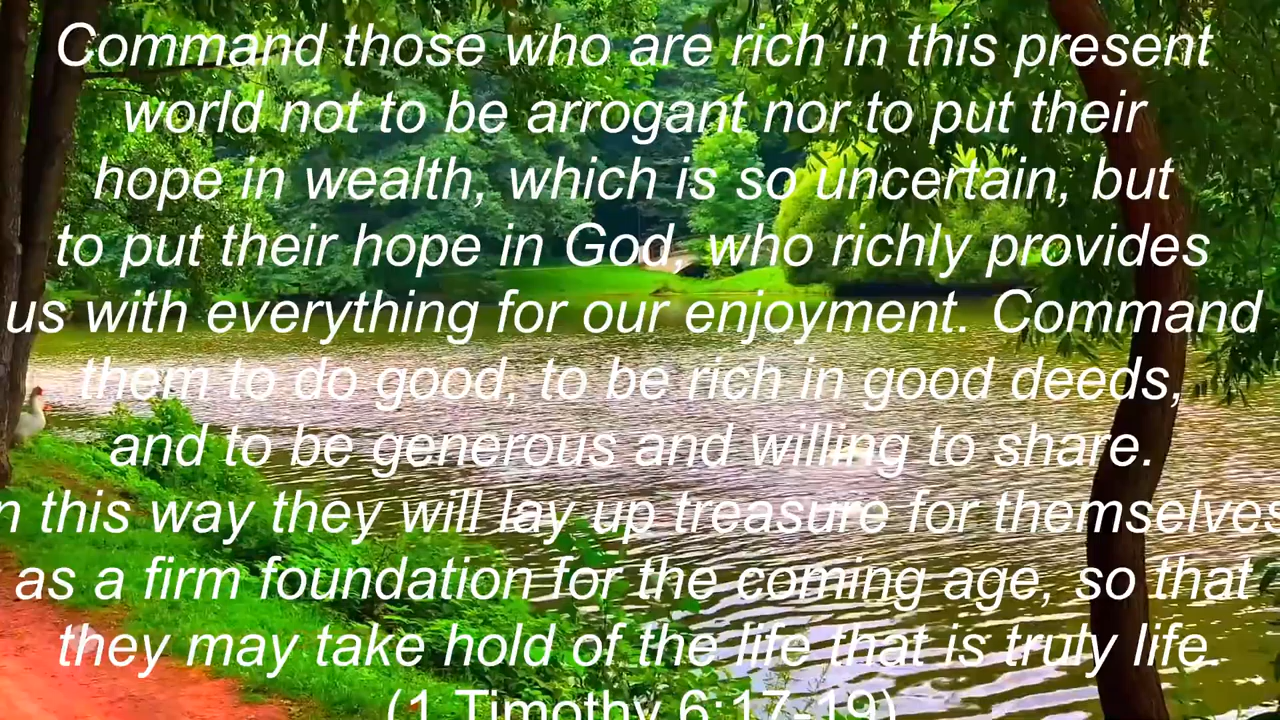 Command those who are rich in this present
world not to be arrogant nor to put their
hope in wealth, which is so uncertain, but
to put their hope in God, who richly provides
us with everything for our enjoyment. Command
them to do good, to be rich in good deeds,
and to be generous and willing to share.
n this way they will lay up treasure for themselves
as a firm foundation for the coming age, so that
they may take hold of the life that is truly life
(1 Timothy 6:17-19)